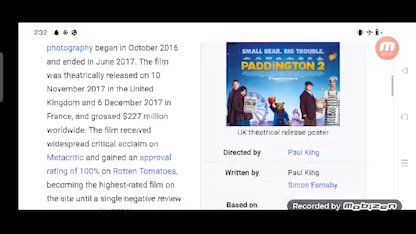 2:32
photography began in October 2016
and ended in June 2017. The film
was theatrically released on 10
November 2017 in the United
Kingdom and 6 December 2017 in
France, and grossed $227 million
worldwide. The film received
widespread critical acclaim on
Metacritic and gained an approval
rating of 100% on Rotten Tomatoes,
becoming the highest-rated film on
the site until a single negative review
SMALL BEAR. BIG TROUBLE.
PADDINGTON 2
UK theatrical release poster
Directed by Paul King
Written by Paul King
Simon Farnaby
Based on
Recorded by Mobizen